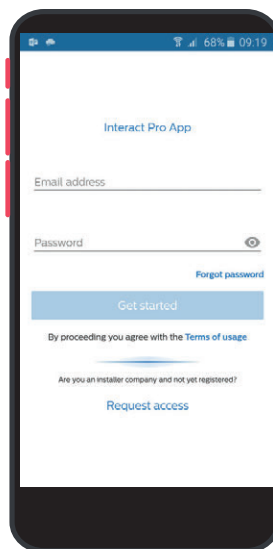 68% 09:19
Interact Pro App
Email address
Password
Forgot password
Get started
By proceeding you agree with the Terms of usage
Are you an installer company and not yet registered?
Request access